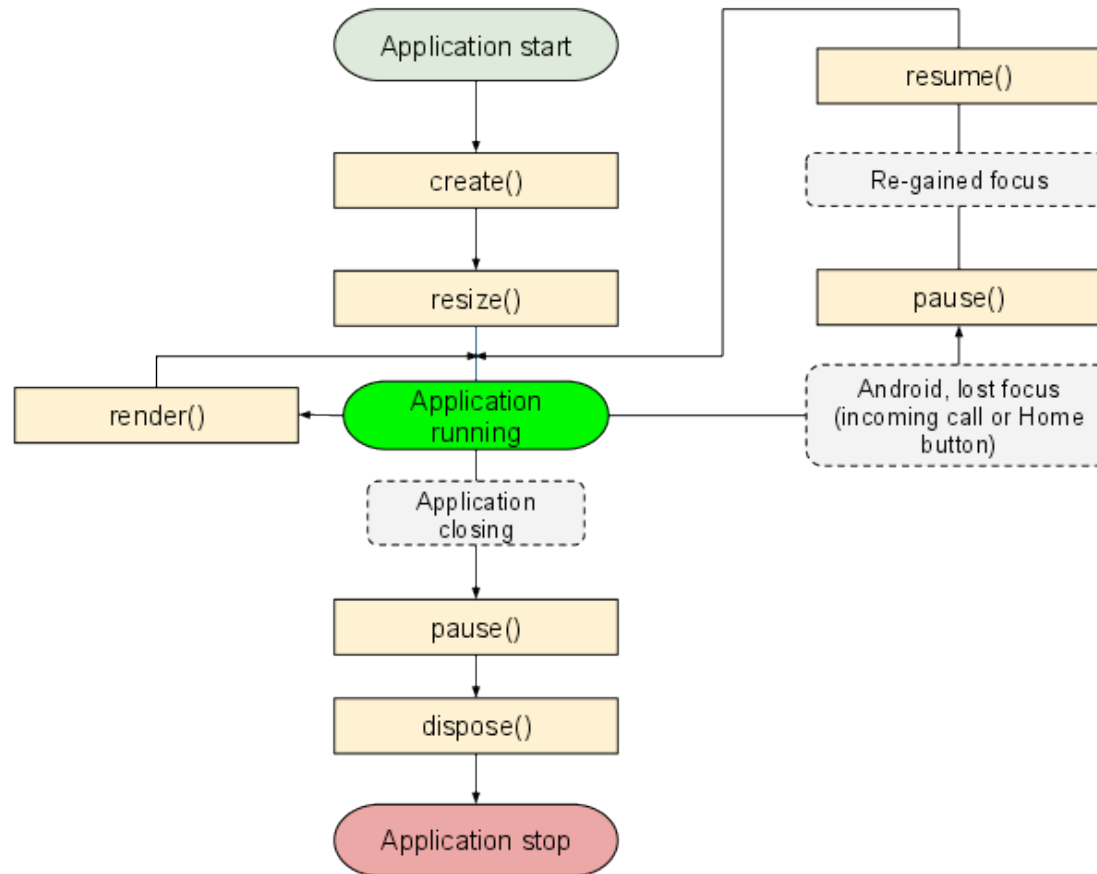 Application start
resume()
create()
Re-gained focus
resize()
pause()
render()
Application
running
Android, lost focus
(incoming call or Home
button)
Application
closing
pause()
dispose()
Application stop